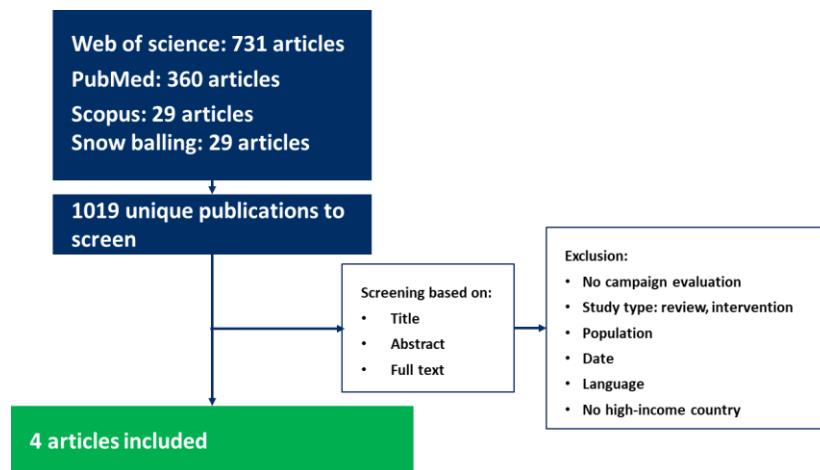 Web of science: 731 articles
PubMed: 360 articles
Scopus: 29 articles
Snow balling: 29 articles
1019 unique publications to
screen
Screening based on:
• Title
• Abstract
• Full text
Exclusion:
• No campaign evaluation
• Study type: review, intervention
• Population
• Date
• Language
• No high-income country
4 articles included